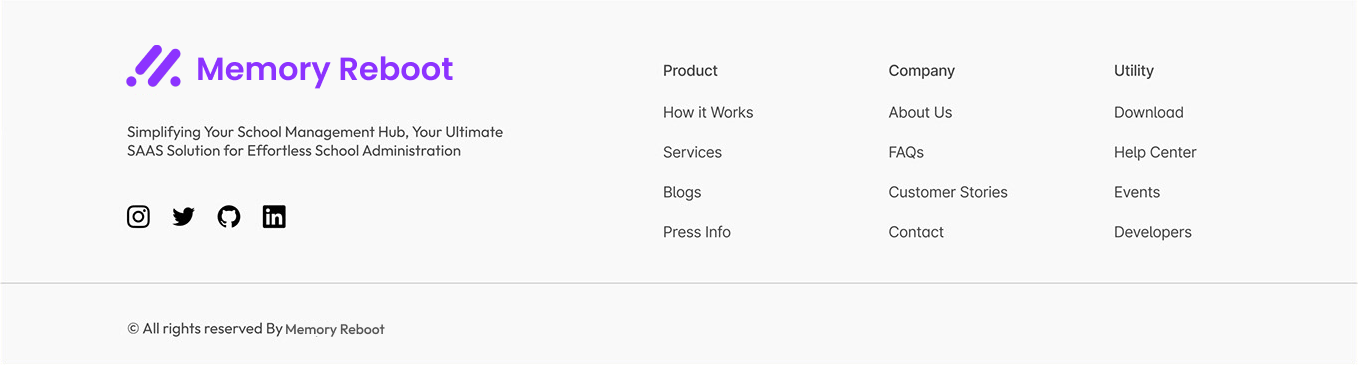 Memory Reboot
Simplifying Your School Management Hub, Your Ultimate
SAAS Solution for Effortless School Administration
Product
How it Works
Services
Blogs
Press Info
Company
About Us
FAQs
Customer Stories
Contact
Utility
Download
Help Center
Events
Developers
© All rights reserved By Memory Reboot